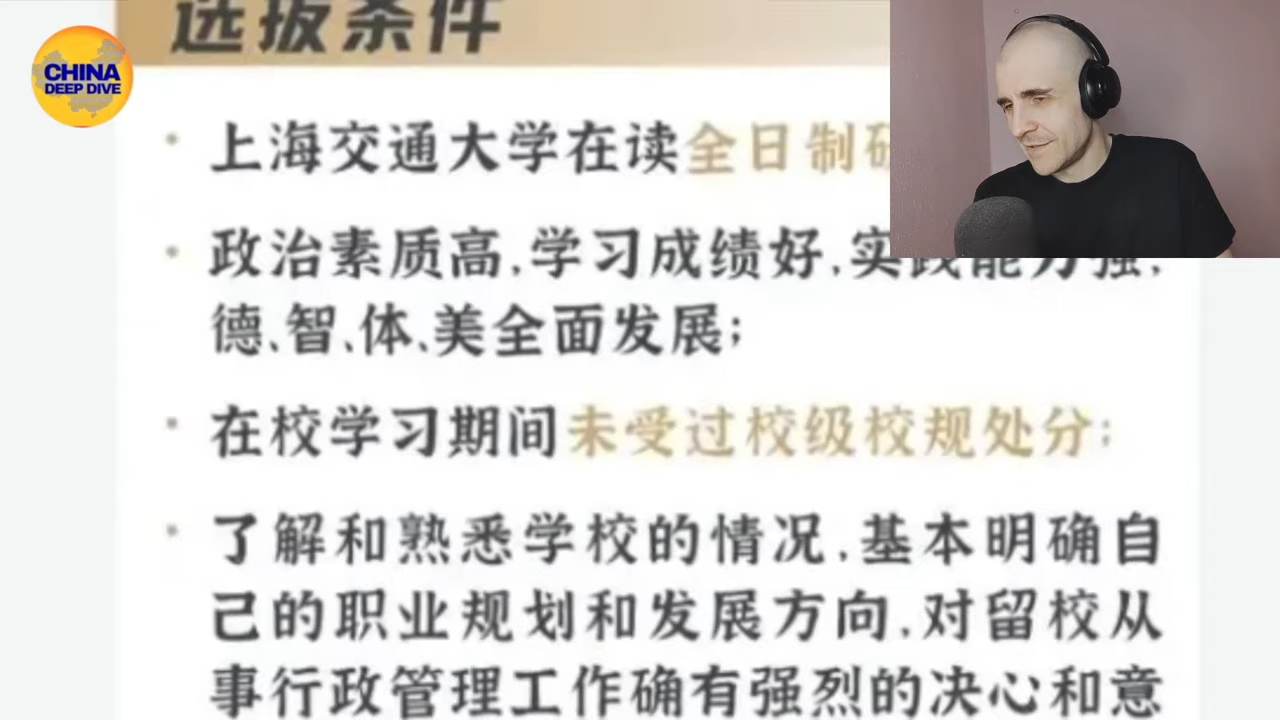 CHINA
DEEP DIVE
选拔条件
上海交通大学在读全日制研
政治素质高,学习成绩好,实践能力强,
德、智、体、美全面发展;
在校学习期间未受过校级校规处分;
了解和熟悉学校的情况,基本明确自
己的职业规划和发展方向,对留校从
事行政管理工作确有强烈的决心和意